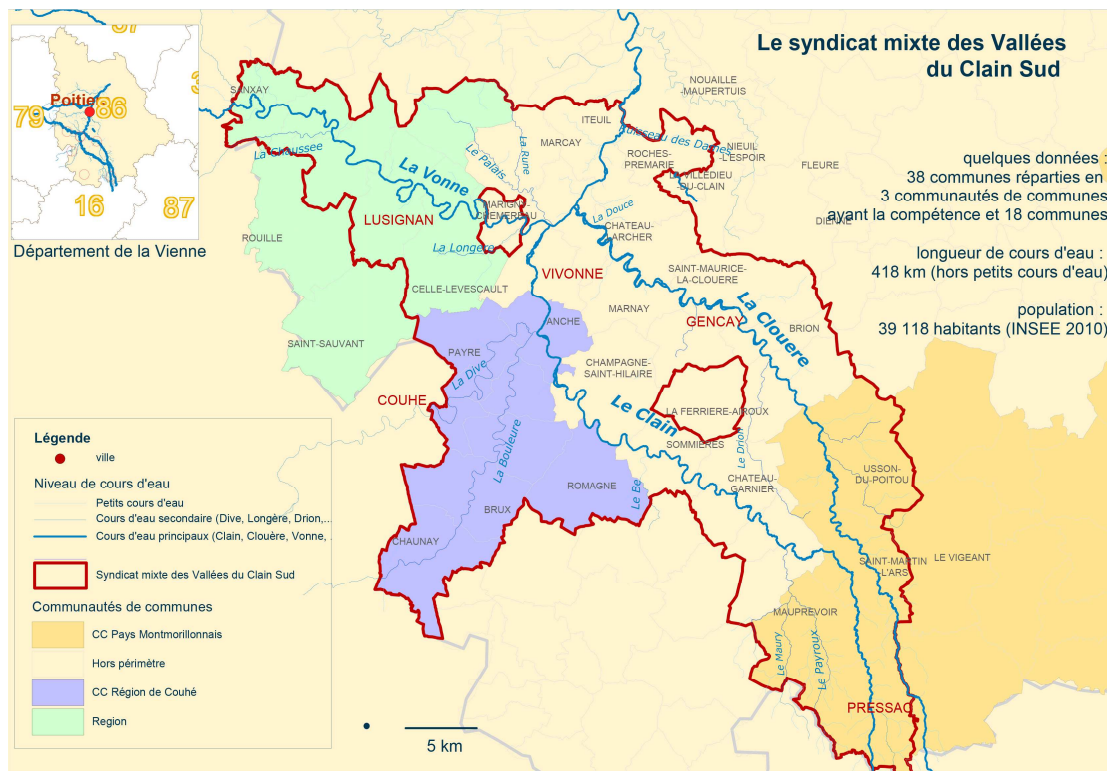 Le syndicat mixte des Vallées
du Clain Sud
quelques données :
38 communes réparties en
3 communautés de communes
ayant la compétence et 18 communes
longueur de cours d'eau :
418 km (hors petits cours d'eau)
population :
39 118 habitants (INSEE 2010)
Poitie
79
86
16
87
Département de la Vienne
SANXAY
La Chaussee
La Vonne
Le Palais
La Rune
ITEUIL
MARCAY
NOUAILLE
-MAUPERTUIS
Ruisseau des Dames
ROCHES-
PREMARIE
NIEUIL
-L'ESPOIR
VILLEDIEU
-DU-CLAIN
FLEURE
DIENNE
LUSIGNAN
MARIGNY-
CHEMEREAU
La Douce
CHATEAU-
LARCHER
ROUILLE
La Longere
VIVONNE
SAINT-MAURICE-
LA-CLOUERE
CELLE-LEVESCAULT
MARNAY
GENCAY
La Clouere
BRION
SAINT-SAUVANT
ANCHE
PAYRE
La Dive
CHAMPAGNE-
SAINT-HILAIRE
COUHE
Le Clain
LA FERRIERE-AIROUX
SOMMIERES
Le Drion
La Bouleure
CHATEAU-
GARNIER
USSON-
DU-POITOU
ROMAGNE
Le Be
BRUX
CHAUNAY
SAINT-MARTIN
L'ARS
LE VIGEANT
MAUPREVOIR
Le Maury
Le Payroux
PRESSAC
Légende
ville
Niveau de cours d'eau
Petits cours d'eau
Cours d'eau secondaire (Dive, Longère, Drion,...
Cours d'eau principaux (Clain, Clouère, Vonne,
Syndicat mixte des Vallées du Clain Sud
Communautés de communes
CC Pays Montmorillonnais
Hors périmètre
CC Région de Couhé
Region
5 km